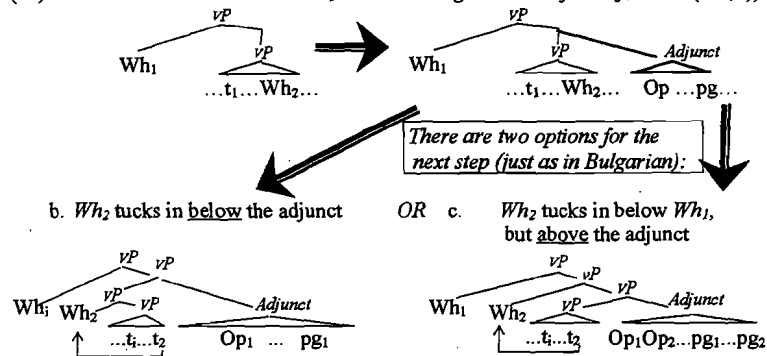 vP
vP
Wh₁
...t₁...Wh₂...
vP
vP
Adjunct
Wh₁
...t₁...Wh₂...
Op ...pg...
There are two options for the
next step (just as in Bulgarian):
b. Wh₂ tucks in below the adjunct
OR c. Wh₂ tucks in below Wh₁,
but above the adjunct
vP
vP
vP
vP
Adjunct
Whᵢ
Wh₂
...tᵢ...t₂
Op₁ ... pg₁
vP
vP
vP
vP
Adjunct
Wh₁
Wh₂
...tᵢ...t₂
Op₁Op₂...pg₁...pg₂